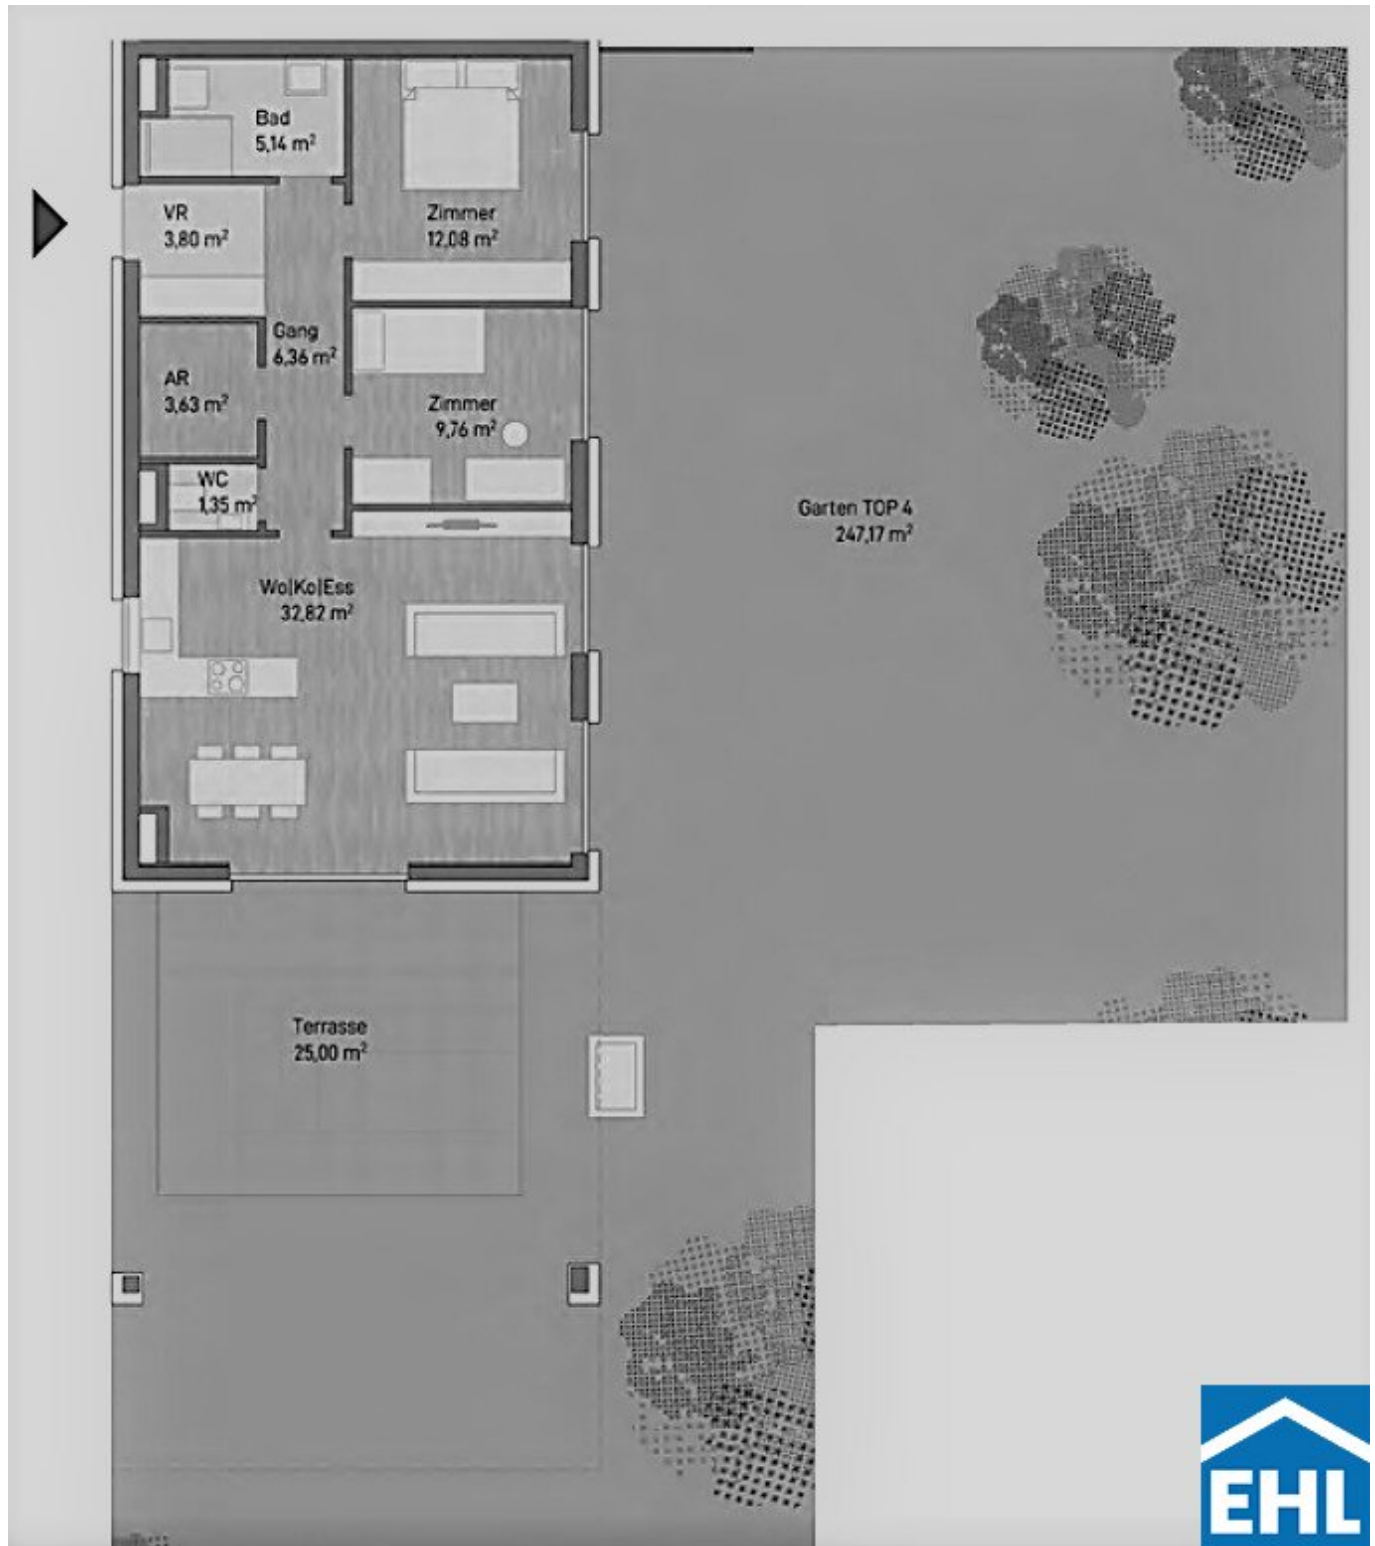 Bad
5,14 m²
VR
3,80 m²
Zimmer
12,08 m²
Gang
6,36 m²
AR
3,63 m²
Zimmer
9,76 m²
WC
1,35 m²
Garten TOP 4
247,17 m²
Wo|Ko|Ess
32,82 m²
Terrasse
25,00 m²
EHL